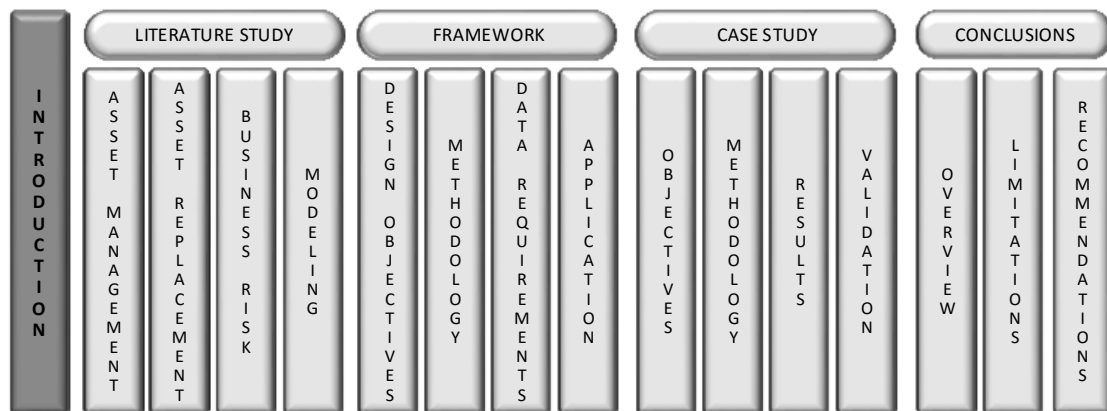 INTRODUCTION
LITERATURE STUDY
ASSET MANAGEMENT
ASSET REPLACEMENT
BUSINESS RISK
MODELING
FRAMEWORK
DESIGN OBJECTIVES
METHODOLOGY
DATA REQUIREMENTS
APPLICATION
CASE STUDY
OBJECTIVES
METHODOLOGY
RESULTS
VALIDATION
CONCLUSIONS
OVERVIEW
LIMITATIONS
RECOMMENDATIONS